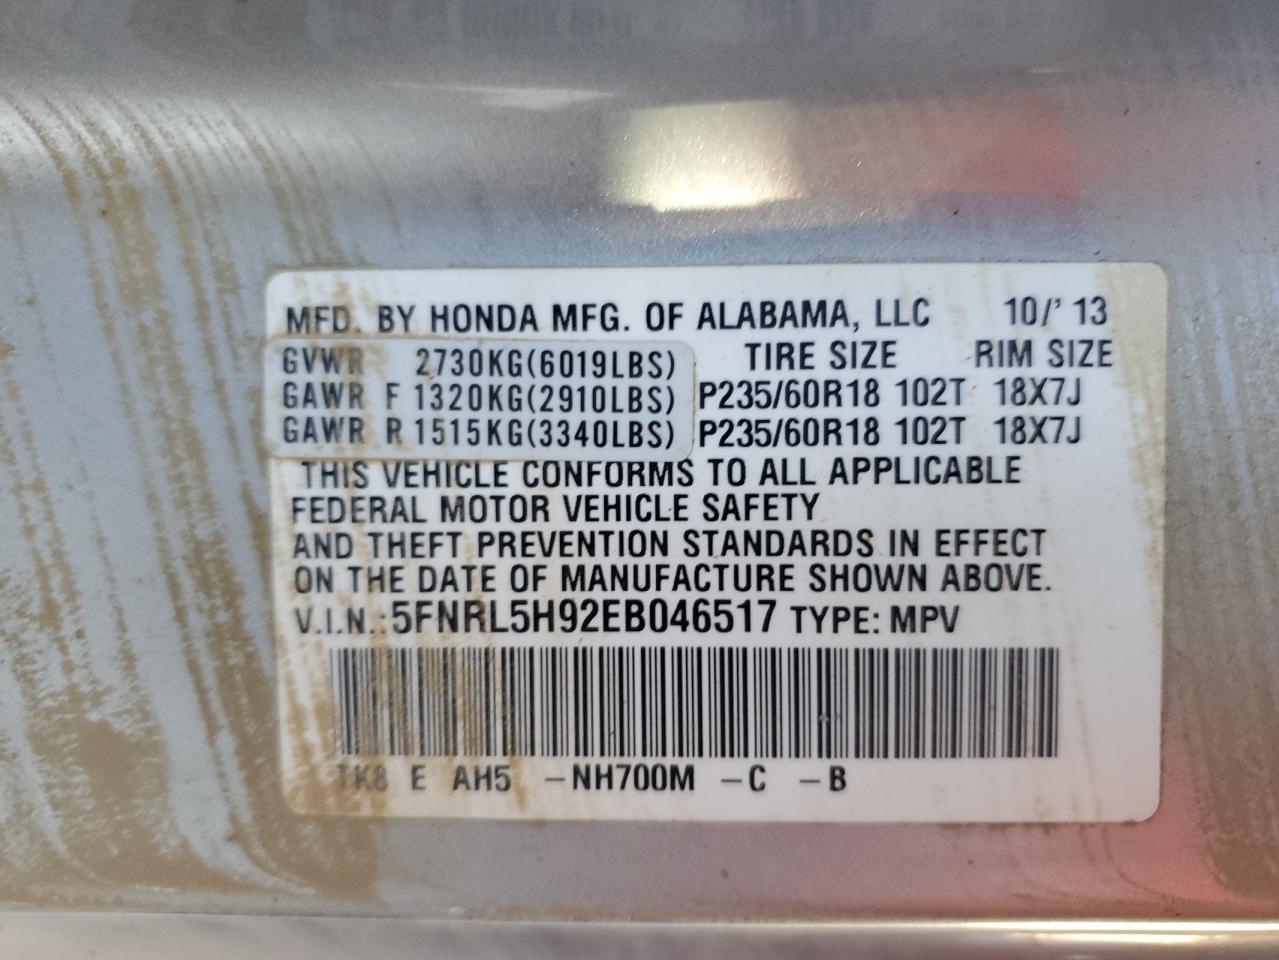 MFD. BY HONDA MFG. OF ALABAMA, LLC 10/'13
GVWR 2730KG(6019LBS) TIRE SIZE RIM SIZE
GAWR F 1320KG(2910LBS) P235/60R18 102T 18X7J
GAWR R 1515KG(3340LBS) P235/60R18 102T 18X7J
THIS VEHICLE CONFORMS TO ALL APPLICABLE
FEDERAL MOTOR VEHICLE SAFETY
AND THEFT PREVENTION STANDARDS IN EFFECT
ON THE DATE OF MANUFACTURE SHOWN ABOVE.
V.I.N.:5FNRL5H92EB046517 TYPE: MPV
TK8 E AH5 -NH700M -C -B